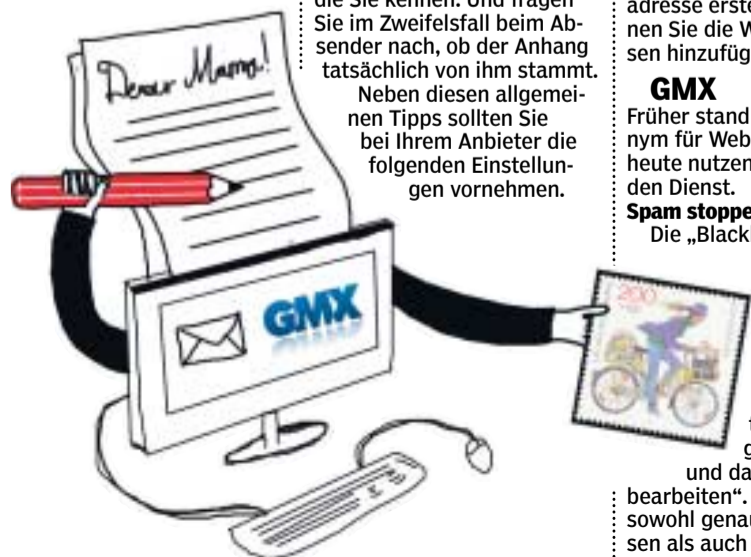 die Sie kennen. Und fragen
Sie im Zweifelsfall beim Ab-
sender nach, ob der Anhang
tatsächlich von ihm stammt.
Neben diesen allgemei-
nen Tipps sollten Sie
bei Ihrem Anbieter die
folgenden Einstellun-
gen vornehmen.
Dear Mama!
GMX
200
nen Sie die W
sen hinzufüg
GMX
Früher stand
nym für Web
heute nutzen
den Dienst.
Spam stoppe
Die „Blackl
und da
bearbeiten“.
sowohl genau
sen als auch